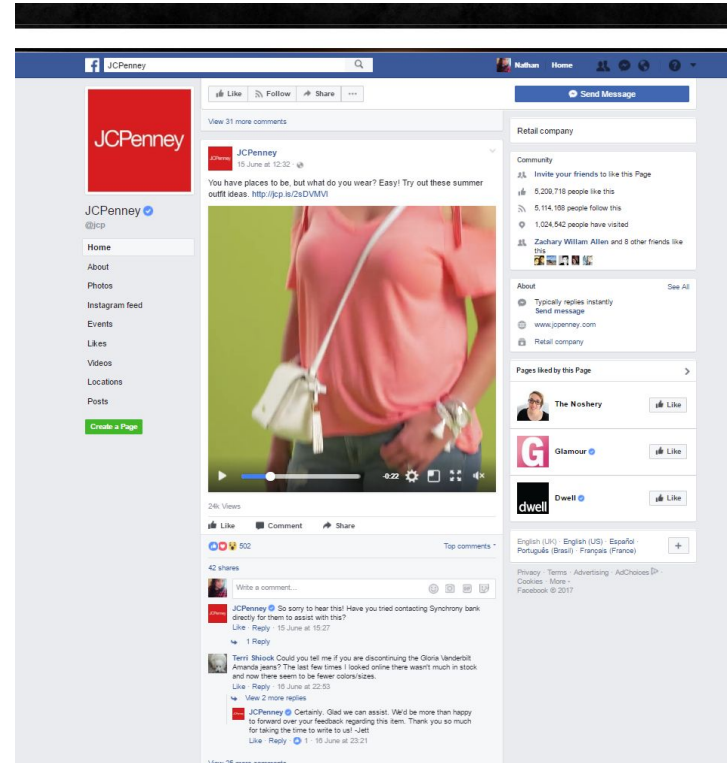 JCPenney
Nathan Home
JCPenney
JCPenney
@jcp
Home
About
Photos
Instagram feed
Events
Likes
Videos
Locations
Posts
Create a Page
Like Follow Share
View 31 more comments
JCPenney
JCPenney
15 June at 12:32 ·
You have places to be, but what do you wear? Easy! Try out these summer
outfit ideas. http://jcp.is/2sDVMVl
-0:22
24k Views
Like Comment Share
502 Top comments
42 shares
Write a comment...
GIF
JCPenney
JCPenney So sorry to hear this! Have you tried contacting Synchrony bank
directly for them to assist with this?
Like · Reply · 15 June at 15:27
1 Reply
Terri Shiock Could you tell me if you are discontinuing the Gloria Vanderbilt
Amanda jeans? The last few times I looked online there wasn't much in stock
and now there seem to be fewer colors/sizes.
Like · Reply · 16 June at 22:53
View 2 more replies
JCPenney
JCPenney Certainly. Glad we can assist. We'd be more than happy
to forward over your feedback regarding this item. Thank you so much
for taking the time to write to us! -Jett
Like · Reply · 1 · 16 June at 23:21
View 25 more comments
Send Message
Retail company
Community
Invite your friends to like this Page
5,209,718 people like this
5,114,168 people follow this
1,024,542 people have visited
Zachary Willam Allen and 8 other friends like
this
About See All
Typically replies instantly
Send message
www.jcpenney.com
Retail company
Pages liked by this Page
The Noshery Like
G
Glamour Like
dwell
Dwell Like
English (UK) · English (US) · Español ·
Português (Brasil) · Français (France)
Privacy · Terms · Advertising · AdChoices
Cookies · More
Facebook © 2017